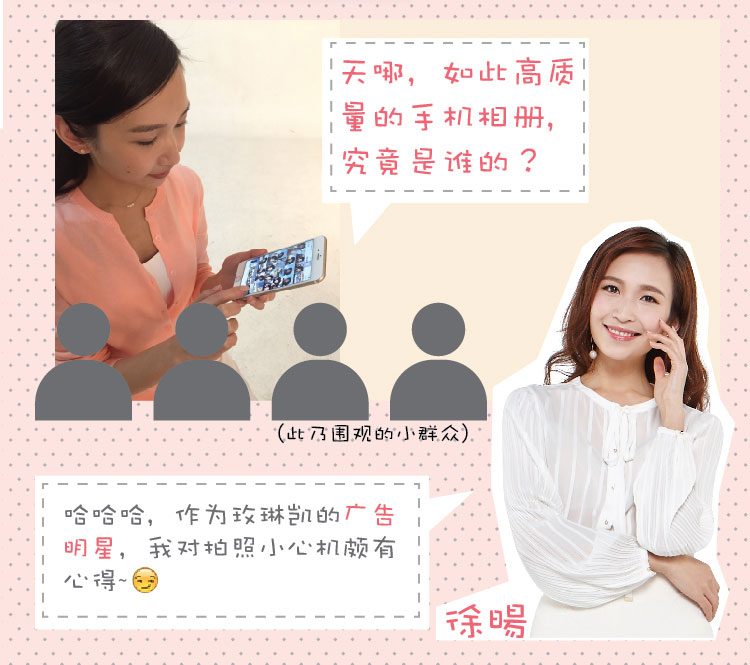 天哪，如此高质
量的手机相册，
究竟是谁的？
(此乃围观的小群众)
哈哈哈，作为玫琳凯的广告
明星，我对拍照小心机颇有
心得~😏
徐暘